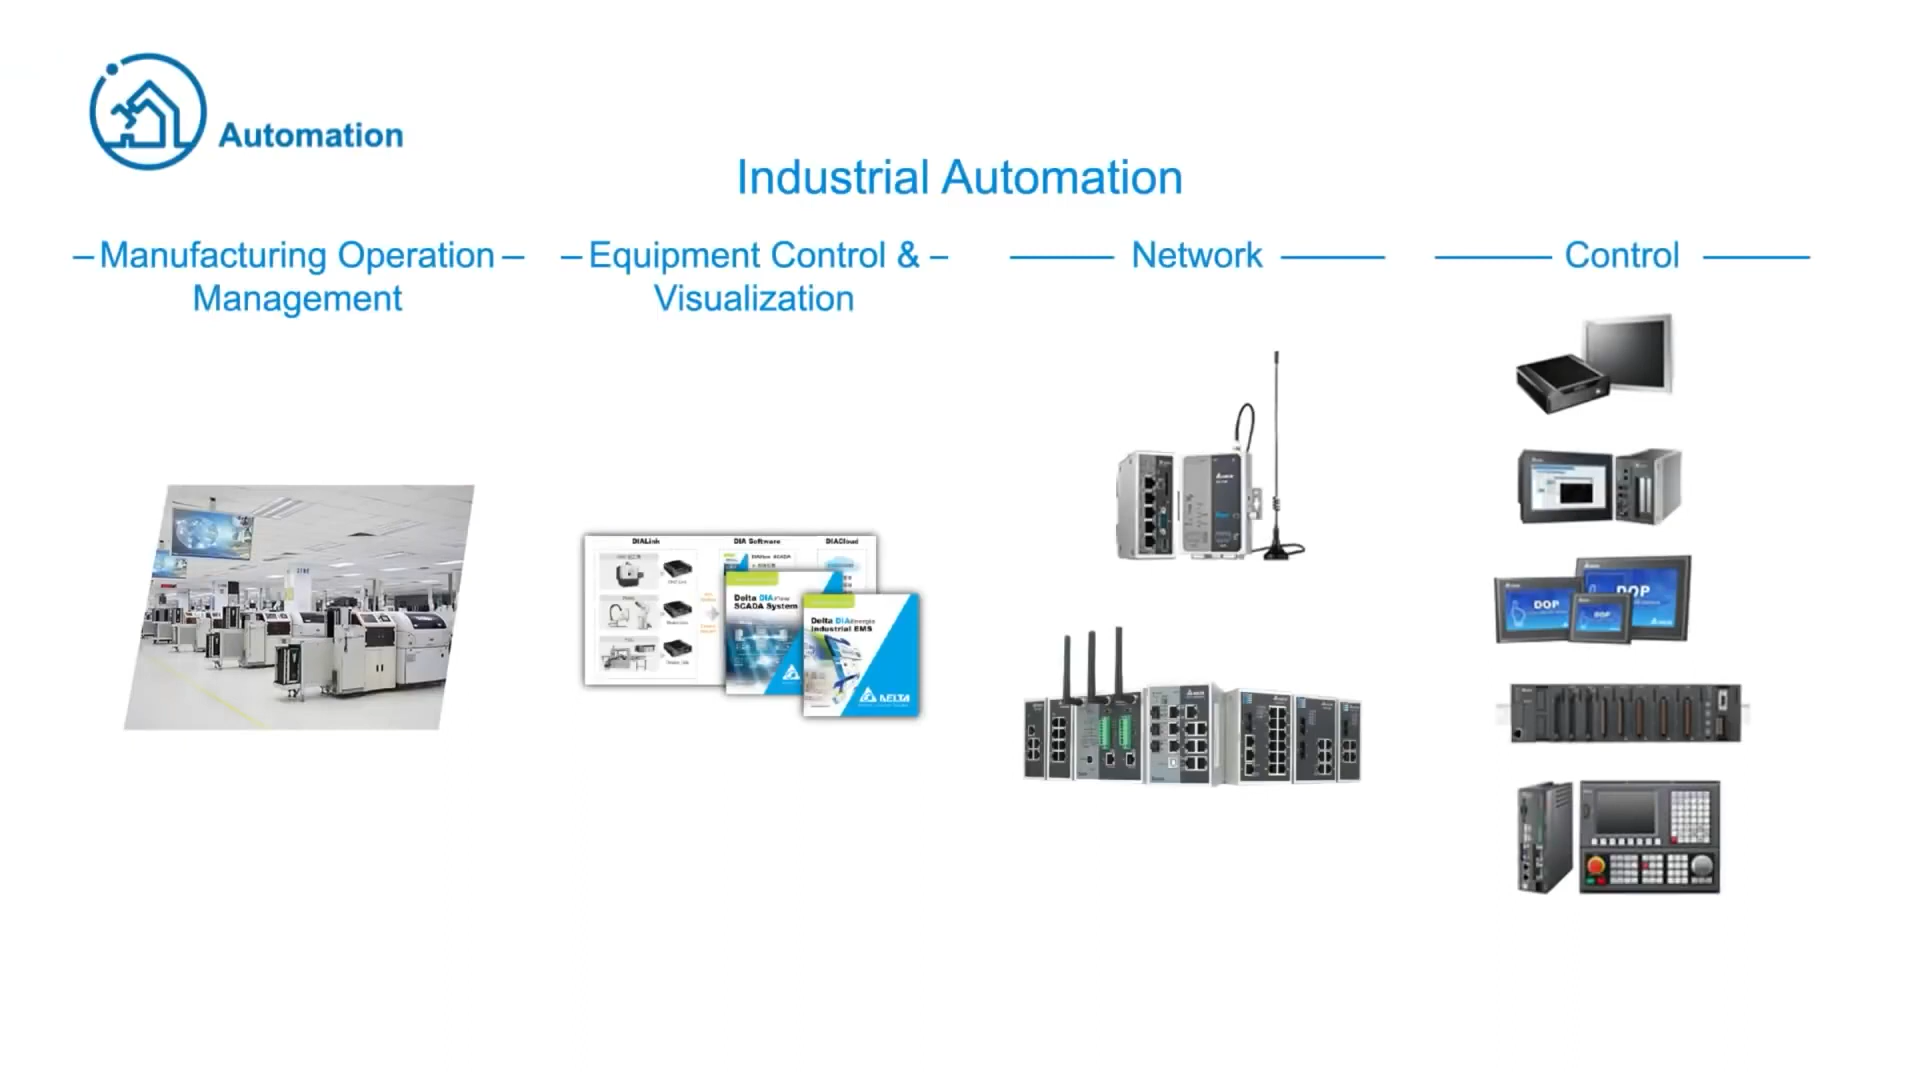 Automation
Industrial Automation
Manufacturing Operation
Management
Equipment Control &
Visualization
Network
Control
DIALink
DIA Software
DIACloud
Delta DIAView
SCADA System
Delta DIAEnergie
Industrial EMS
DELTA
DOP
DOP
DOP